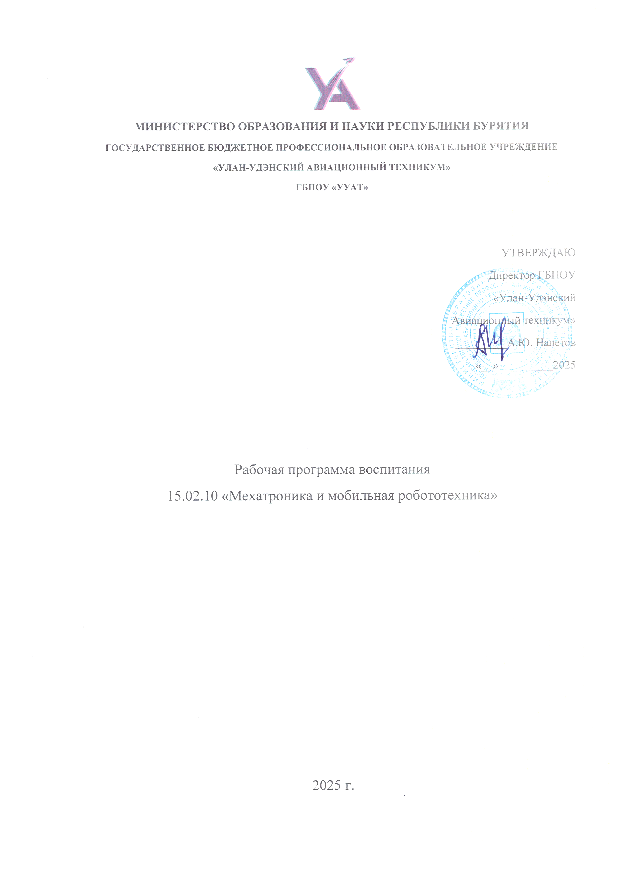 МИНИСТЕРСТВО ОБРАЗОВАНИЯ И НАУКИ РЕСПУБЛИКИ БУРЯТИЯ
ГОСУДАРСТВЕННОЕ БЮДЖЕТНОЕ ПРОФЕССИОНАЛЬНОЕ ОБРАЗОВАТЕЛЬНОЕ УЧРЕЖДЕНИЕ
«УЛАН-УДЭНСКИЙ АВИАЦИОННЫЙ ТЕХНИКУМ»
ГБПОУ «УУАТ»
УТВЕРЖДАЮ
Директор ГБПОУ
«Улан-Удэнский
Авиационный техникум»
А.Ю.
2025
Рабочая программа воспитания
15.02.10 «Мехатроника и мобильная робототехника»
2025 г.